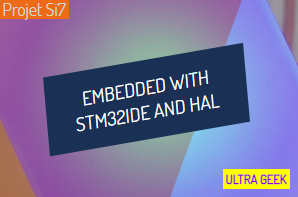 Projet Si7
EMBEDDED WITH
STM32IDE AND HAL
ULTRA GEEK